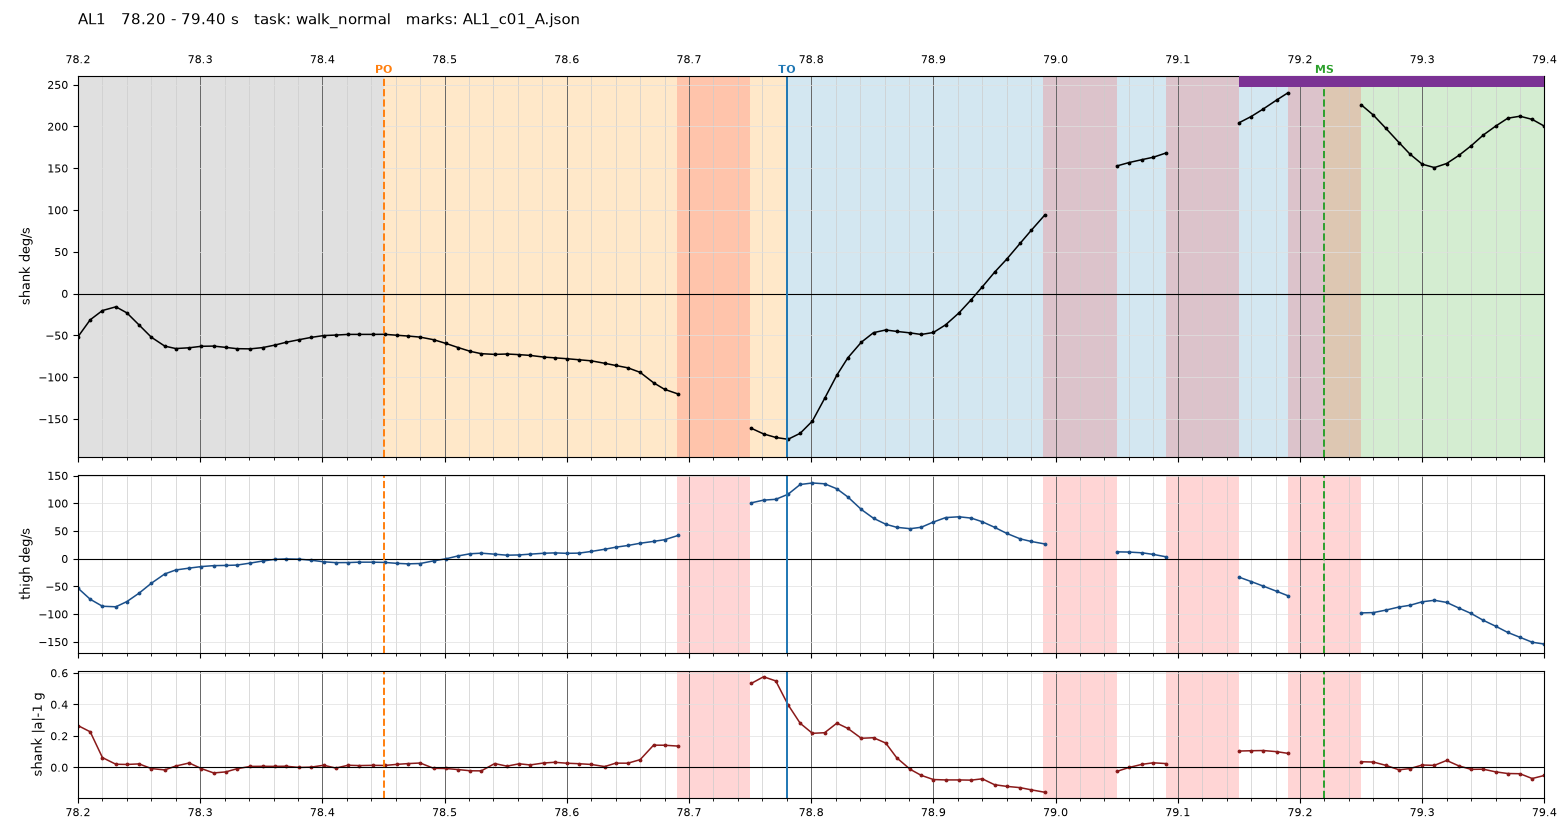 AL1   78.20 - 79.40 s   task: walk_normal   marks: AL1_c01_A.json
78.2 78.3 78.4 78.5 78.6 78.7 78.8 78.9 79.0 79.1 79.2 79.3 79.4
PO TO MS
250
200
150
100
50
0
−50
−100
−150
shank deg/s
150
100
50
0
−50
−100
−150
thigh deg/s
0.6
0.4
0.2
0.0
shank |a|-1 g
78.2 78.3 78.4 78.5 78.6 78.7 78.8 78.9 79.0 79.1 79.2 79.3 79.4